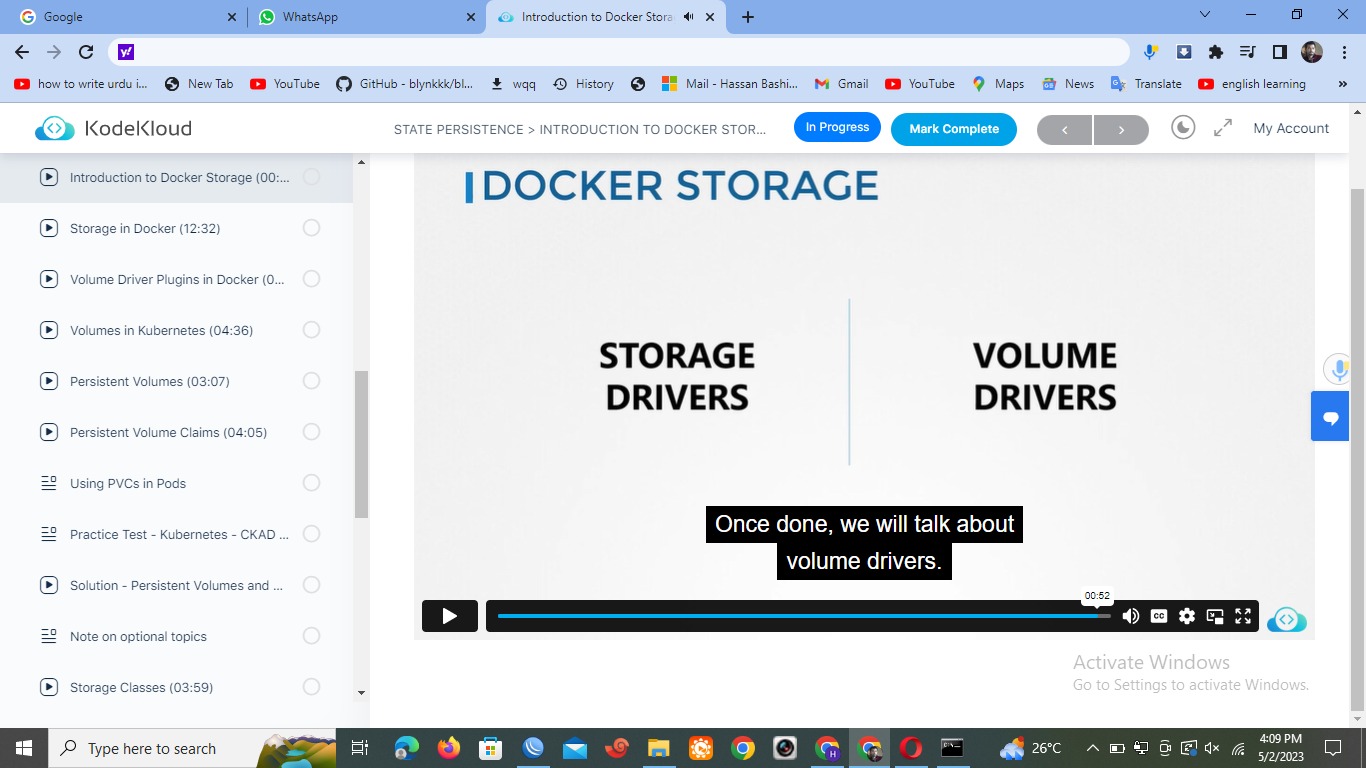 Google
WhatsApp
Introduction to Docker Stora
how to write urdu i...
New Tab
YouTube
GitHub - blynkkk/bl...
wqq
History
Mail - Hassan Bashi...
Gmail
YouTube
Maps
News
Translate
english learning
»
KodeKloud
STATE PERSISTENCE > INTRODUCTION TO DOCKER STOR...
In Progress
Mark Complete
My Account
Introduction to Docker Storage (00:...
Storage in Docker (12:32)
Volume Driver Plugins in Docker (0...
Volumes in Kubernetes (04:36)
Persistent Volumes (03:07)
Persistent Volume Claims (04:05)
Using PVCs in Pods
Practice Test - Kubernetes - CKAD ...
Solution - Persistent Volumes and ...
Note on optional topics
Storage Classes (03:59)
DOCKER STORAGE
STORAGE
DRIVERS
VOLUME
DRIVERS
Once done, we will talk about
volume drivers.
00:52
CC
Activate Windows
Go to Settings to activate Windows.
Type here to search
26°C
4:09 PM
5/2/2023